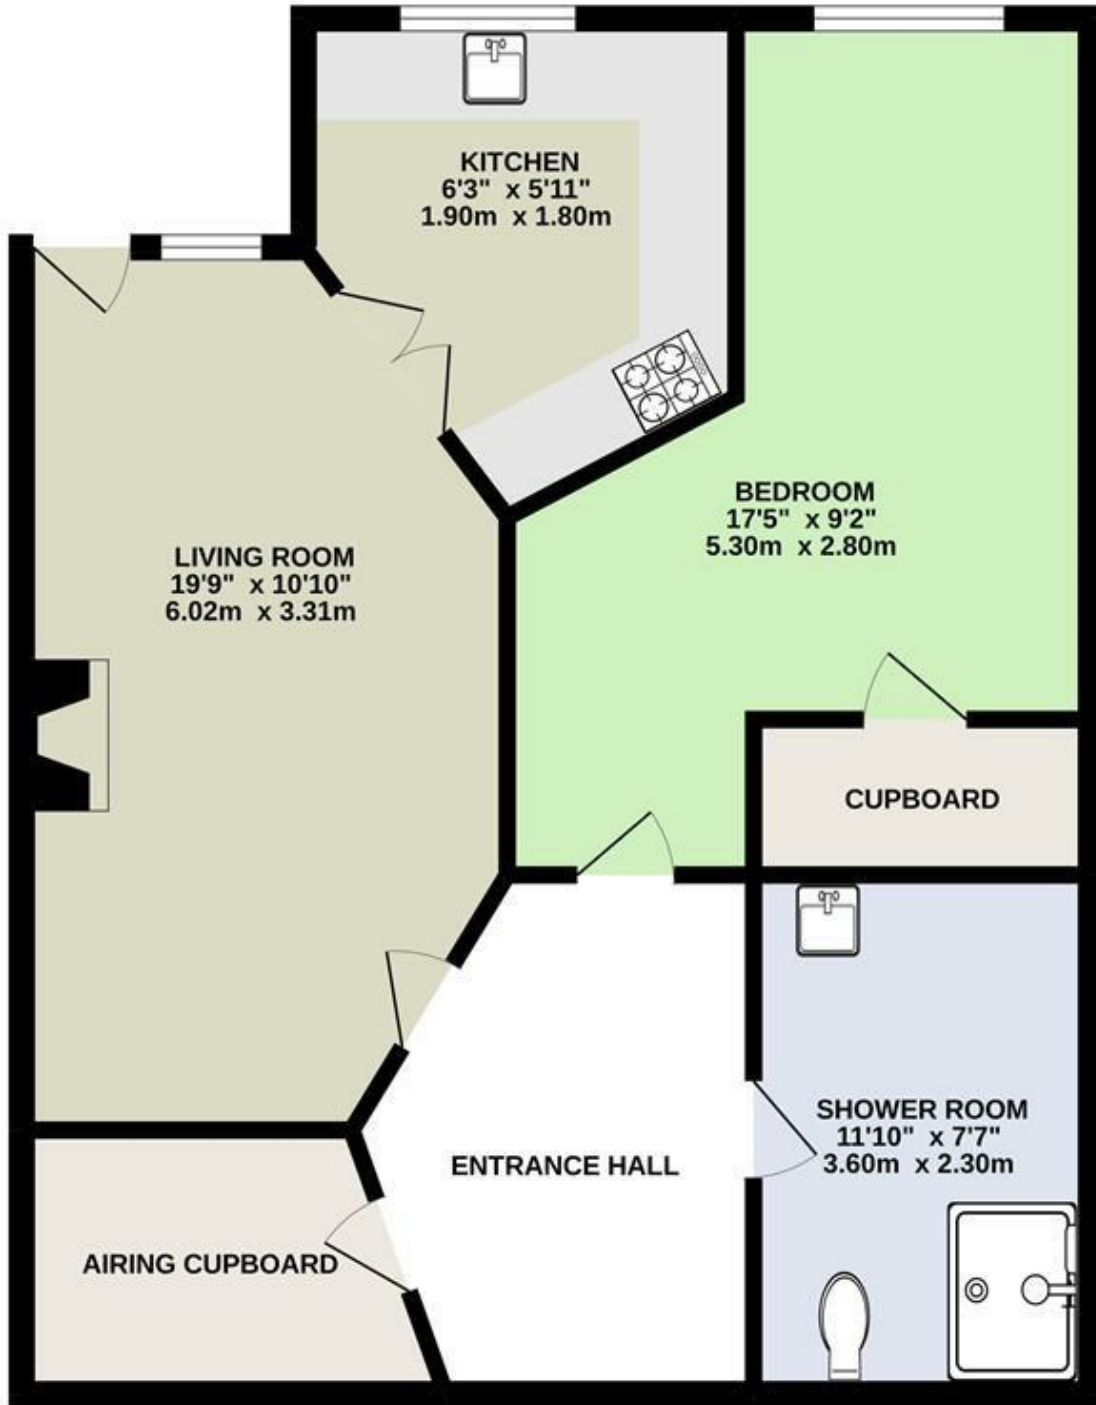 KITCHEN
6'3" x 5'11"
1.90m x 1.80m
BEDROOM
17'5" x 9'2"
5.30m x 2.80m
LIVING ROOM
19'9" x 10'10"
6.02m x 3.31m
CUPBOARD
SHOWER ROOM
11'10" x 7'7"
3.60m x 2.30m
ENTRANCE HALL
AIRING CUPBOARD